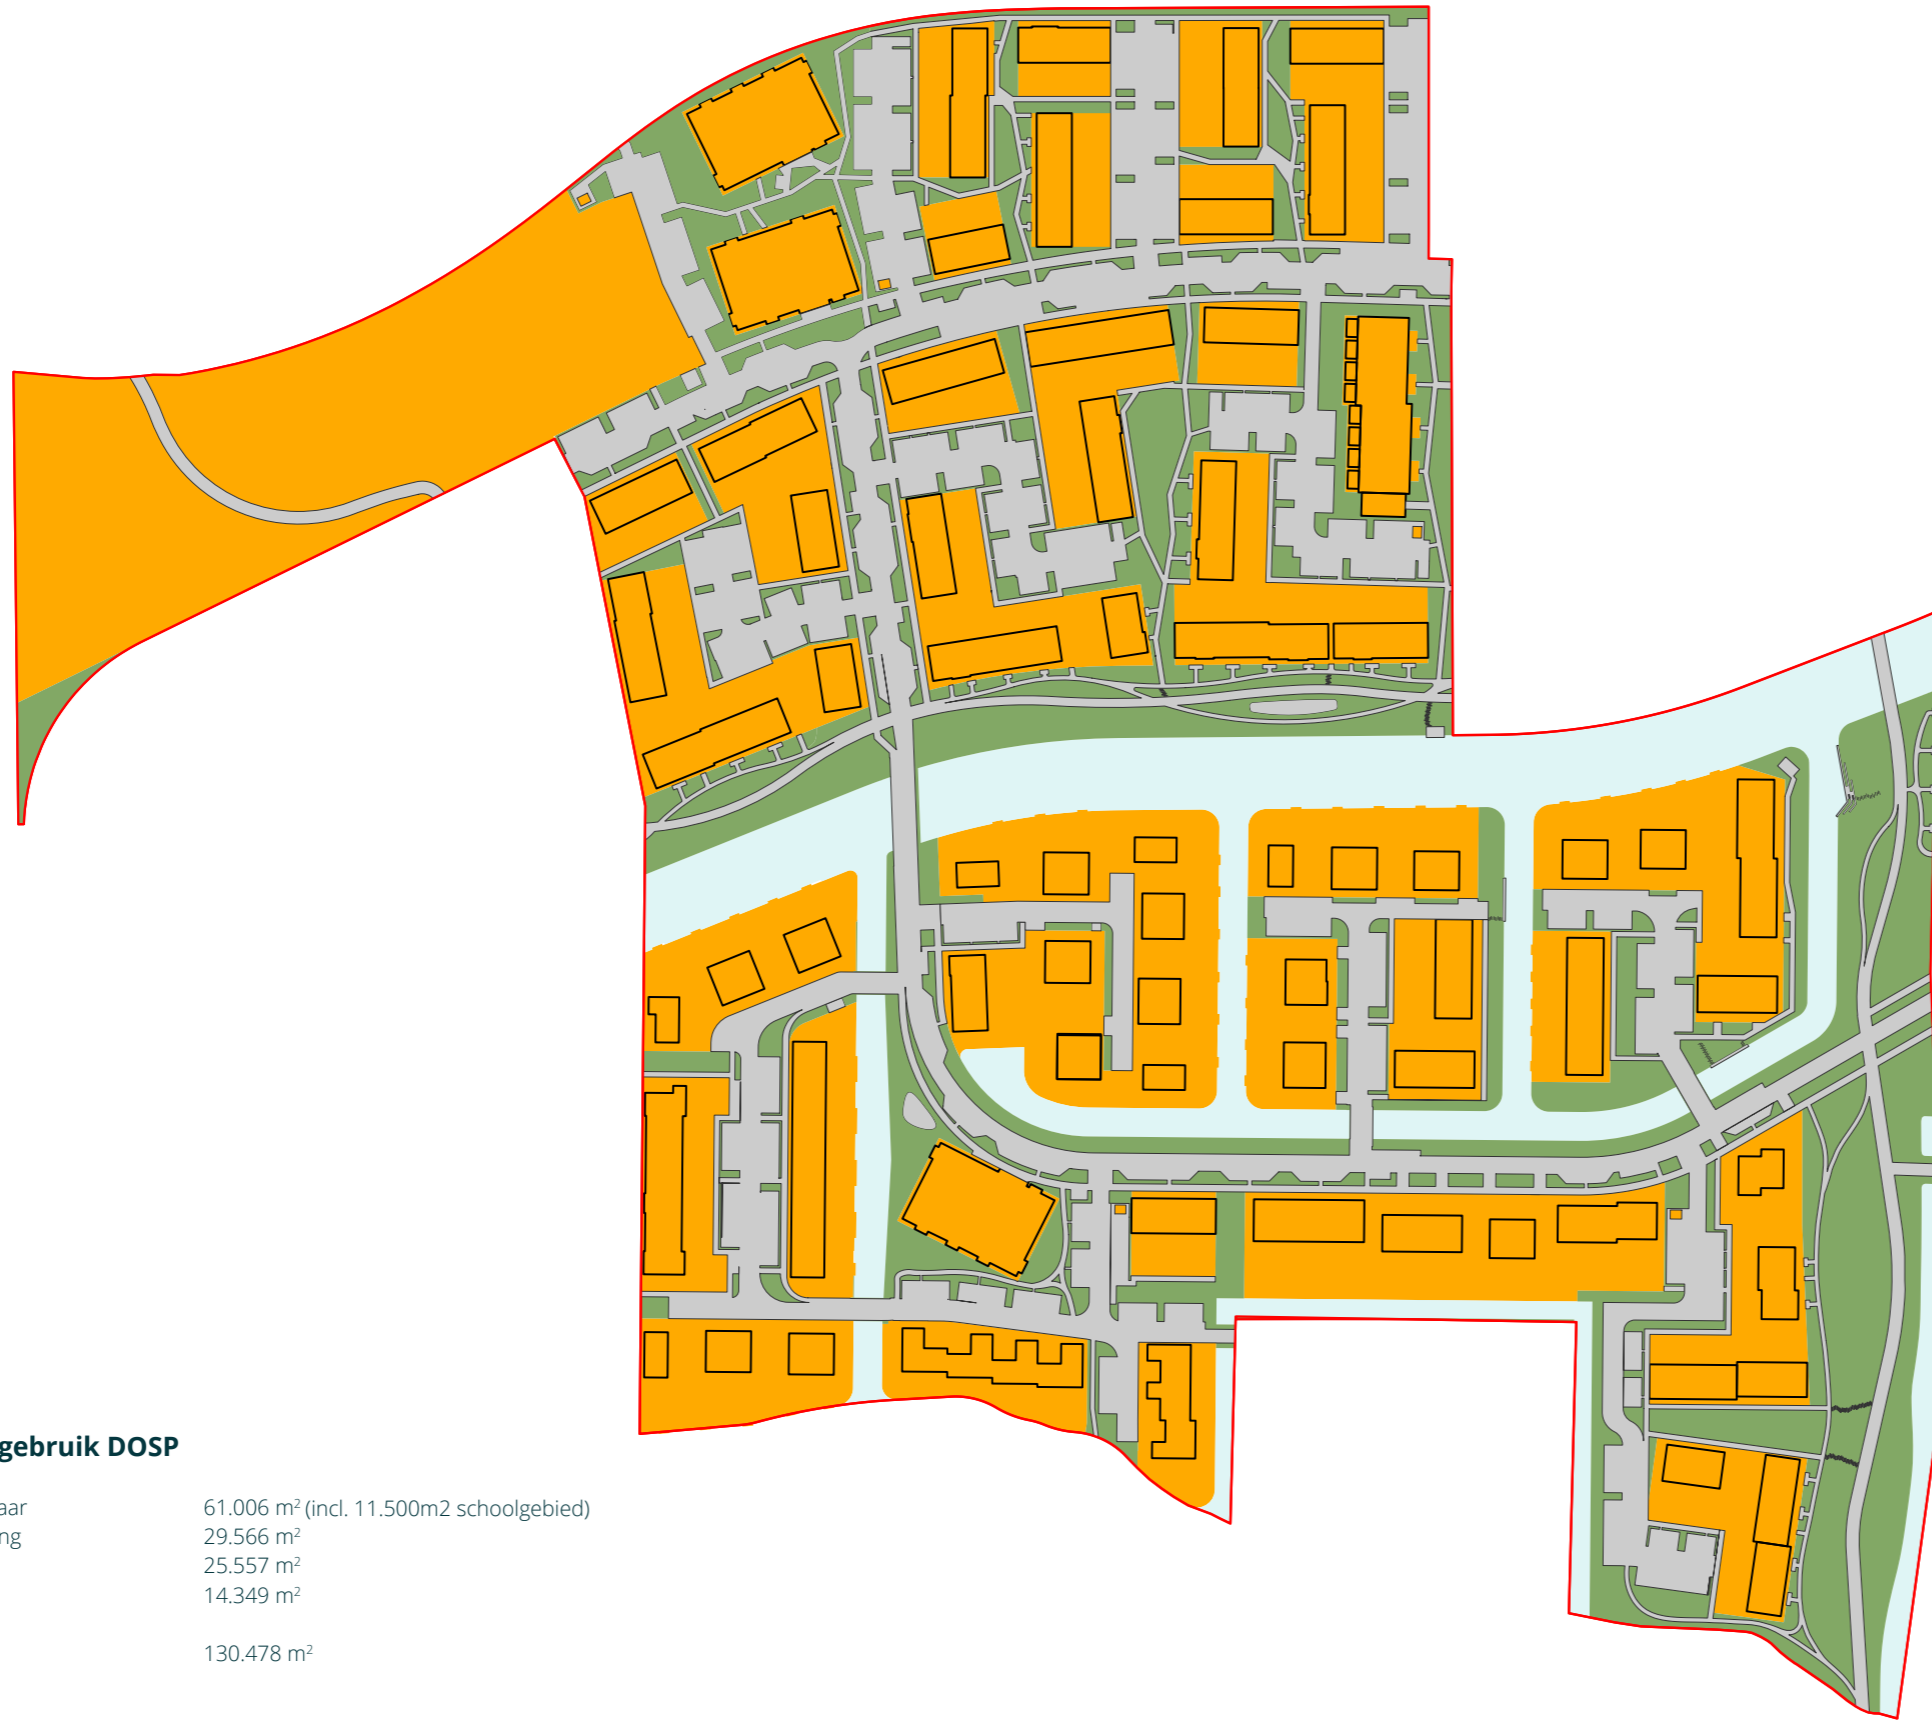 gebruik DOSP
aar 61.006 m² (incl. 11.500m2 schoolgebied)
ng 29.566 m²
25.557 m²
14.349 m²
130.478 m²